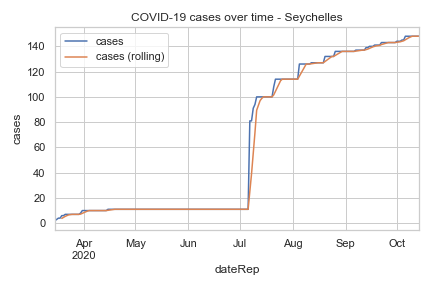 COVID-19 cases over time - Seychelles
cases
cases (rolling)
140
120
100
80
60
40
20
0
cases
Apr
2020
May
Jun
Jul
Aug
Sep
Oct
dateRep